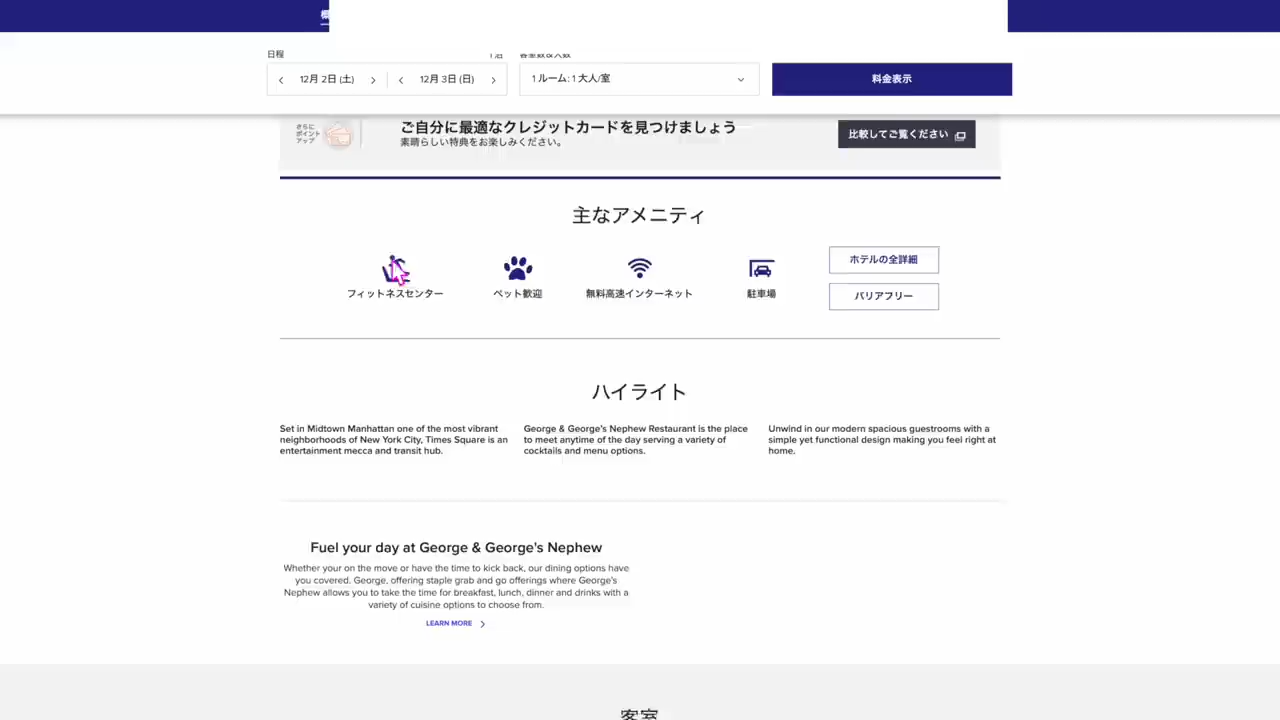 日程
12月 2日 (土)
12月 3日 (日)
1 ルーム: 1 大人/室
料金表示
さらに
ポイント
アップ
ご自分に最適なクレジットカードを見つけましょう
素晴らしい特典をお楽しみください。
比較してご覧ください
主なアメニティ
フィットネスセンター
ペット歓迎
無料高速インターネット
駐車場
ホテルの全詳細
バリアフリー
ハイライト
Set in Midtown Manhattan one of the most vibrant
neighborhoods of New York City, Times Square is an
entertainment mecca and transit hub.
George & George's Nephew Restaurant is the place
to meet anytime of the day serving a variety of
cocktails and menu options.
Unwind in our modern spacious guestrooms with a
simple yet functional design making you feel right at
home.
Fuel your day at George & George's Nephew
Whether your on the move or have the time to kick back, our dining options have
you covered. George, offering staple grab and go offerings where George's
Nephew allows you to take the time for breakfast, lunch, dinner and drinks with a
variety of cuisine options to choose from.
LEARN MORE
客室